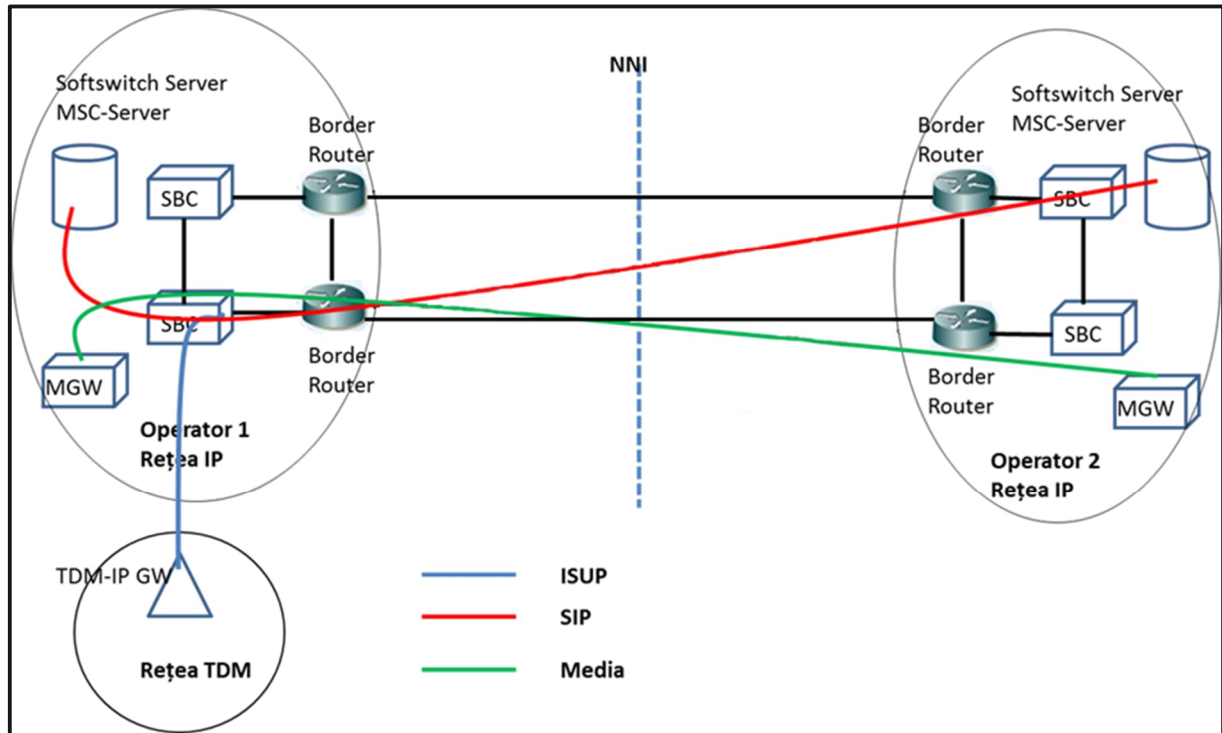 NNI
Softswitch Server
MSC-Server
Border
Router
SBC
SBC
Border
Router
MGW
Operator 1
Rețea IP
Border
Router
Softswitch Server
MSC-Server
SBC
SBC
Border
Router
MGW
Operator 2
Rețea IP
TDM-IP GW
Rețea TDM
ISUP
SIP
Media